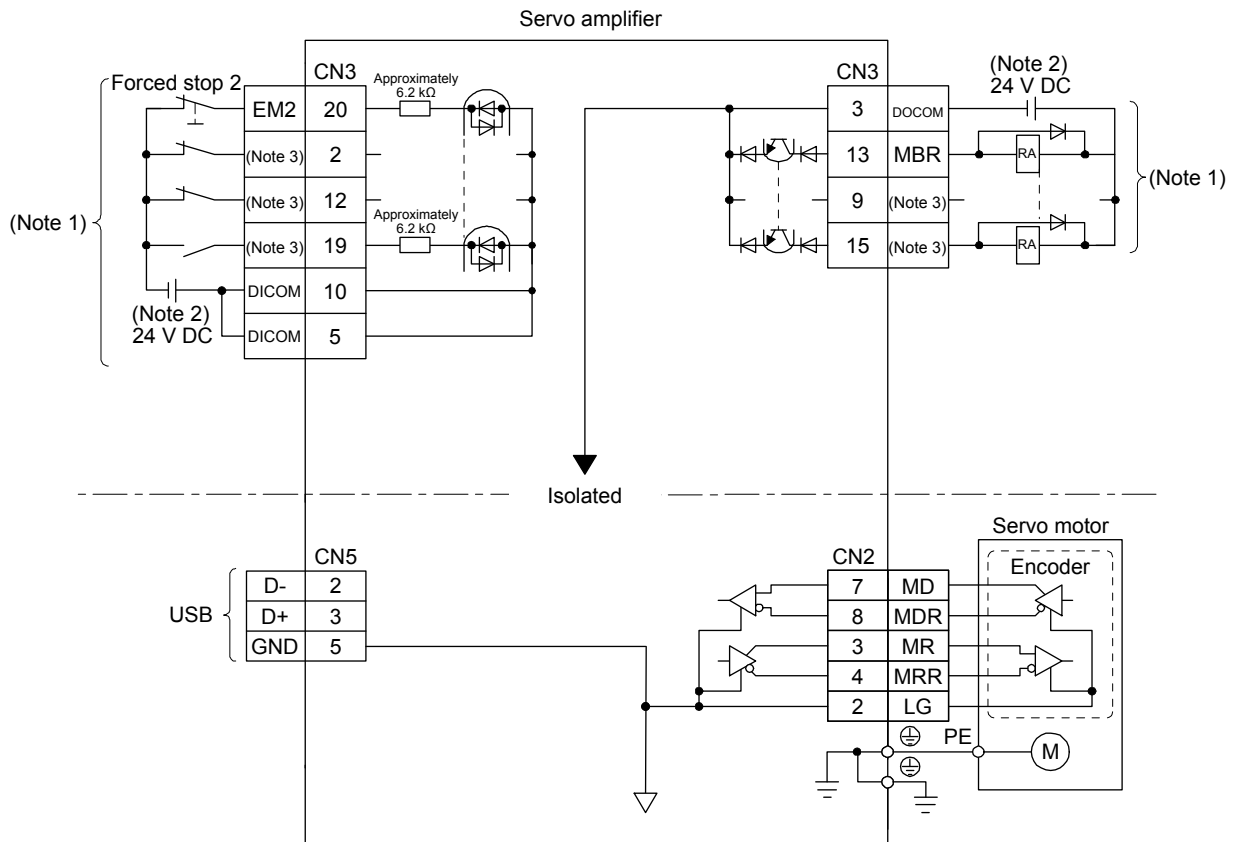 Servo amplifier
Forced stop 2
CN3
Approximately
6.2 kΩ
EM2 20
(Note 3) 2
(Note 3) 12
Approximately
6.2 kΩ
(Note 3) 19
DICOM 10
DICOM 5
(Note 1)
(Note 2)
24 V DC
CN3
(Note 2)
24 V DC
3 DOCOM
13 MBR RA
9 (Note 3)
15 (Note 3) RA
(Note 1)
Isolated
CN5
USB
D- 2
D+ 3
GND 5
CN2
Servo motor
Encoder
7 MD
8 MDR
3 MR
4 MRR
2 LG
PE
M